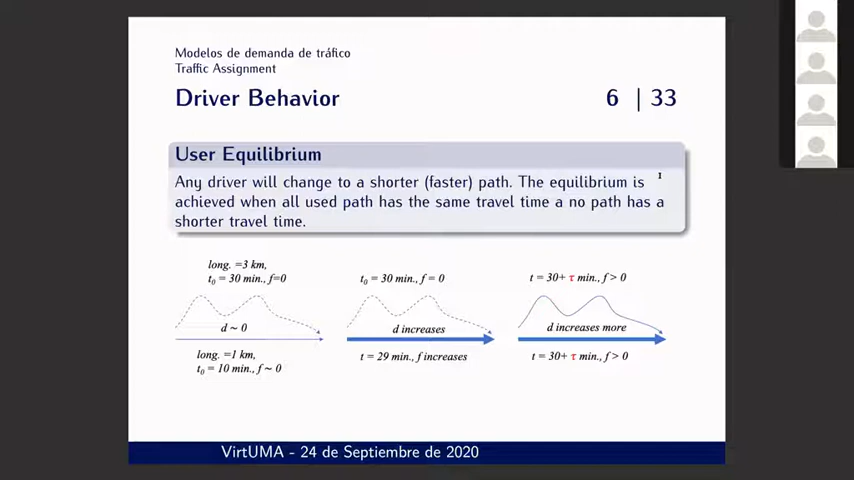 Modelos de demanda de tráfico
Traffic Assignment
Driver Behavior 6 | 33
User Equilibrium
Any driver will change to a shorter (faster) path. The equilibrium is
achieved when all used path has the same travel time a no path has a
shorter travel time.
long. =3 km,
t₀ = 30 min., f=0
d ~ 0
long. =1 km,
t₀ = 10 min., f ~ 0
t₀ = 30 min., f = 0
d increases
t = 29 min., f increases
t = 30+ τ min., f > 0
d increases more
t = 30+ τ min., f > 0
VirtUMA - 24 de Septiembre de 2020